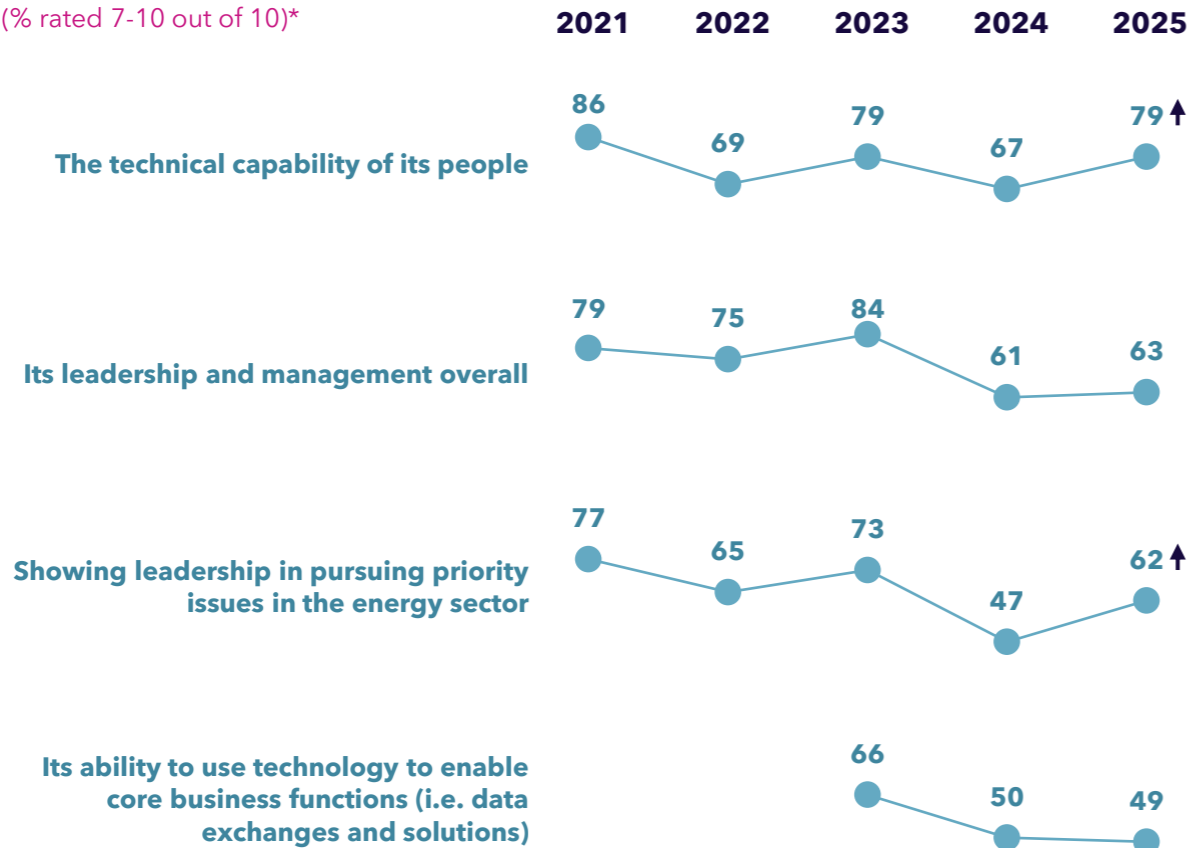 (% rated 7-10 out of 10)*
2021 2022 2023 2024 2025
The technical capability of its people
86 69 79 67 79
Its leadership and management overall
79 75 84 61 63
Showing leadership in pursuing priority
issues in the energy sector
77 65 73 47 62
Its ability to use technology to enable
core business functions (i.e. data
exchanges and solutions)
66 50 49